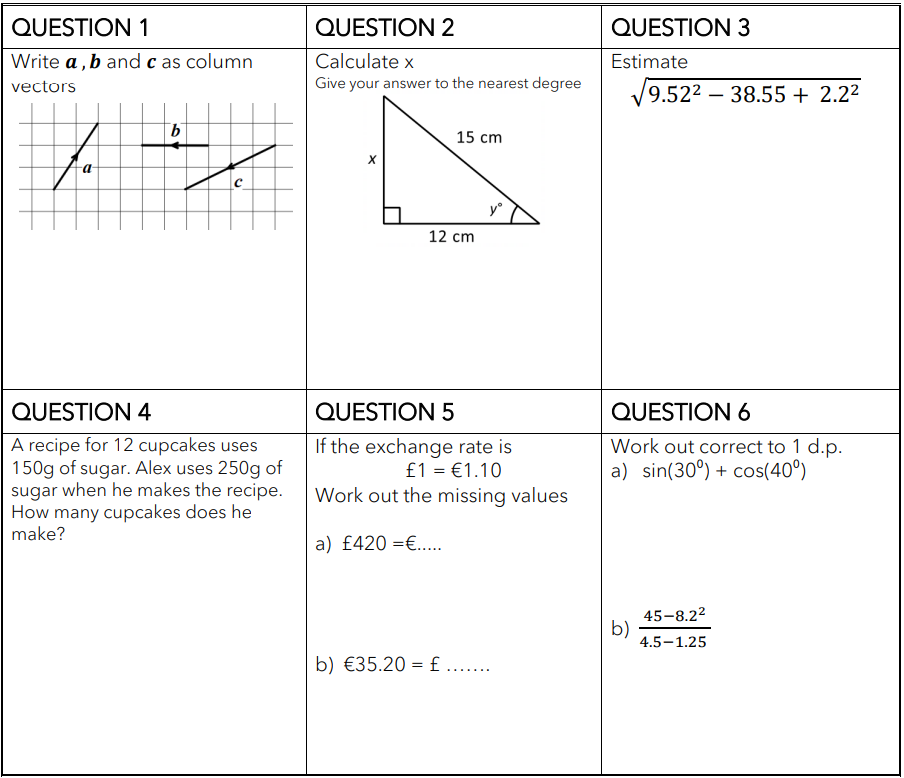 QUESTION 1
Write a , b and c as column
vectors
b
a
c
QUESTION 2
Calculate x
Give your answer to the nearest degree
15 cm
x
y°
12 cm
QUESTION 3
Estimate
√9.52² − 38.55 + 2.2²
QUESTION 4
A recipe for 12 cupcakes uses
150g of sugar. Alex uses 250g of
sugar when he makes the recipe.
How many cupcakes does he
make?
QUESTION 5
If the exchange rate is
£1 = €1.10
Work out the missing values
a) £420 =€.....
b) €35.20 = £ .......
QUESTION 6
Work out correct to 1 d.p.
a) sin(30⁰) + cos(40⁰)
45−8.2²
b)
4.5−1.25